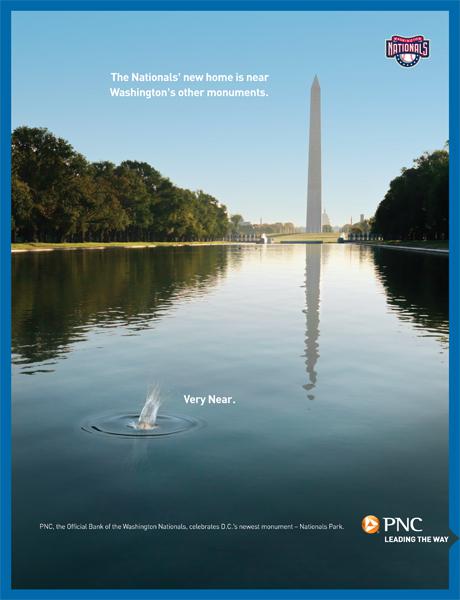 WASHINGTON
NATIONALS
The Nationals' new home is near
Washington's other monuments.
Very Near.
PNC, the Official Bank of the Washington Nationals, celebrates D.C.'s newest monument – Nationals Park.
PNC
LEADING THE WAY